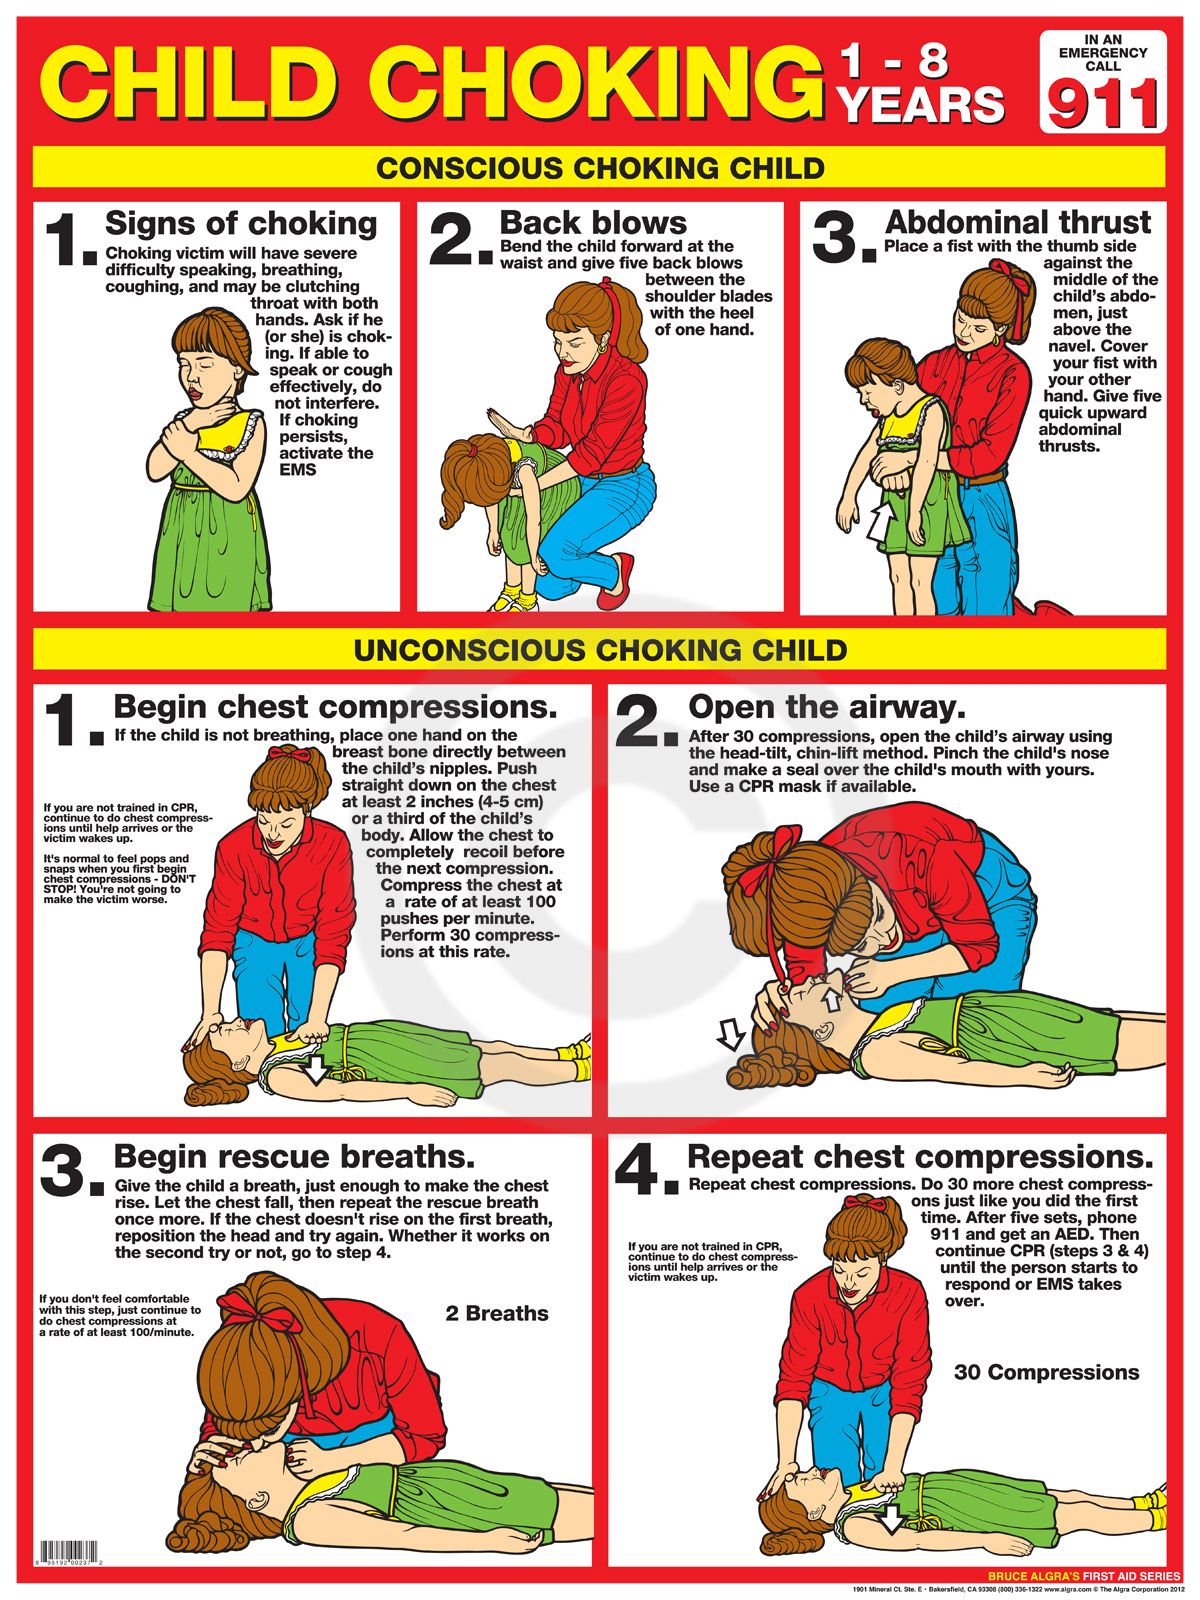 CHILD CHOKING
1 - 8
YEARS
IN AN
EMERGENCY
CALL
911
CONSCIOUS CHOKING CHILD
1. Signs of choking
Choking victim will have severe
difficulty speaking, breathing,
coughing, and may be clutching
throat with both
hands. Ask if he
(or she) is chok-
ing. If able to
speak or cough
effectively, do
not interfere.
If choking
persists,
activate the
EMS
2. Back blows
Bend the child forward at the
waist and give five back blows
between the
shoulder blades
with the heel
of one hand.
3. Abdominal thrust
Place a fist with the thumb side
against the
middle of the
child's abdo-
men, just
above the
navel. Cover
your fist with
your other
hand. Give five
quick upward
abdominal
thrusts.
UNCONSCIOUS CHOKING CHILD
1. Begin chest compressions.
If the child is not breathing, place one hand on the
breast bone directly between
the child's nipples. Push
straight down on the chest
at least 2 inches (4-5 cm)
or a third of the child's
body. Allow the chest to
completely recoil before
the next compression.
Compress the chest at
a rate of at least 100
pushes per minute.
Perform 30 compress-
ions at this rate.
If you are not trained in CPR,
continue to do chest compress-
ions until help arrives or the
victim wakes up.
It's normal to feel pops and
snaps when you first begin
chest compressions - DON'T
STOP! You're not going to
make the victim worse.
2. Open the airway.
After 30 compressions, open the child's airway using
the head-tilt, chin-lift method. Pinch the child's nose
and make a seal over the child's mouth with yours.
Use a CPR mask if available.
3. Begin rescue breaths.
Give the child a breath, just enough to make the chest
rise. Let the chest fall, then repeat the rescue breath
once more. If the chest doesn't rise on the first breath,
reposition the head and try again. Whether it works on
the second try or not, go to step 4.
If you don't feel comfortable
with this step, just continue to
do chest compressions at
a rate of at least 100/minute.
2 Breaths
4. Repeat chest compressions.
Repeat chest compressions. Do 30 more chest compress-
ions just like you did the first
time. After five sets, phone
911 and get an AED. Then
continue CPR (steps 3 & 4)
until the person starts to
respond or EMS takes
over.
If you are not trained in CPR,
continue to do chest compress-
ions until help arrives or the
victim wakes up.
30 Compressions
8 95192 00237 2
BRUCE ALGRA'S FIRST AID SERIES
1901 Mineral Ct. Ste. E • Bakersfield, CA 93308 (800) 336-1322 www.algra.com © The Algra Corporation 2012